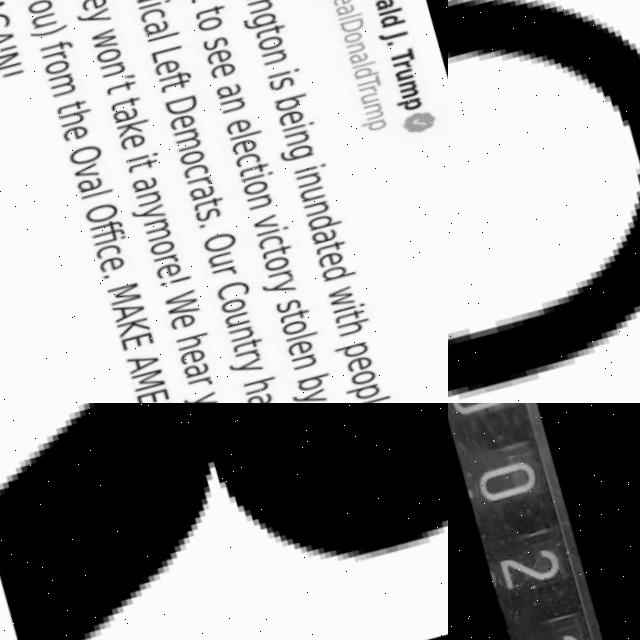 ald J. Trump
ealDonaldTrump
ngton is being inundated with peopl
to see an election victory stolen by
ical Left Democrats. Our Country ha
ey won't take it anymore! We hear y
ou) from the Oval Office. MAKE AME
GAIN!
0
2